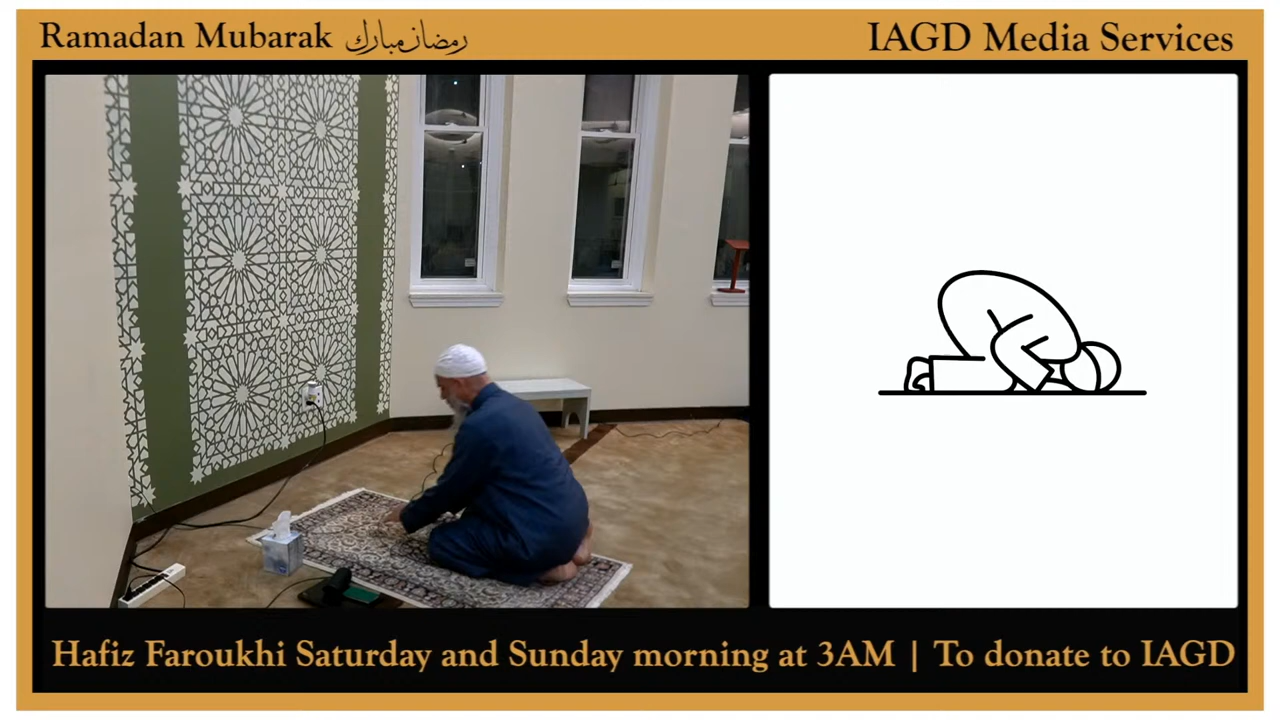 Ramadan Mubarak رمضان مبارك
IAGD Media Services
Hafiz Faroukhi Saturday and Sunday morning at 3AM | To donate to IAGD